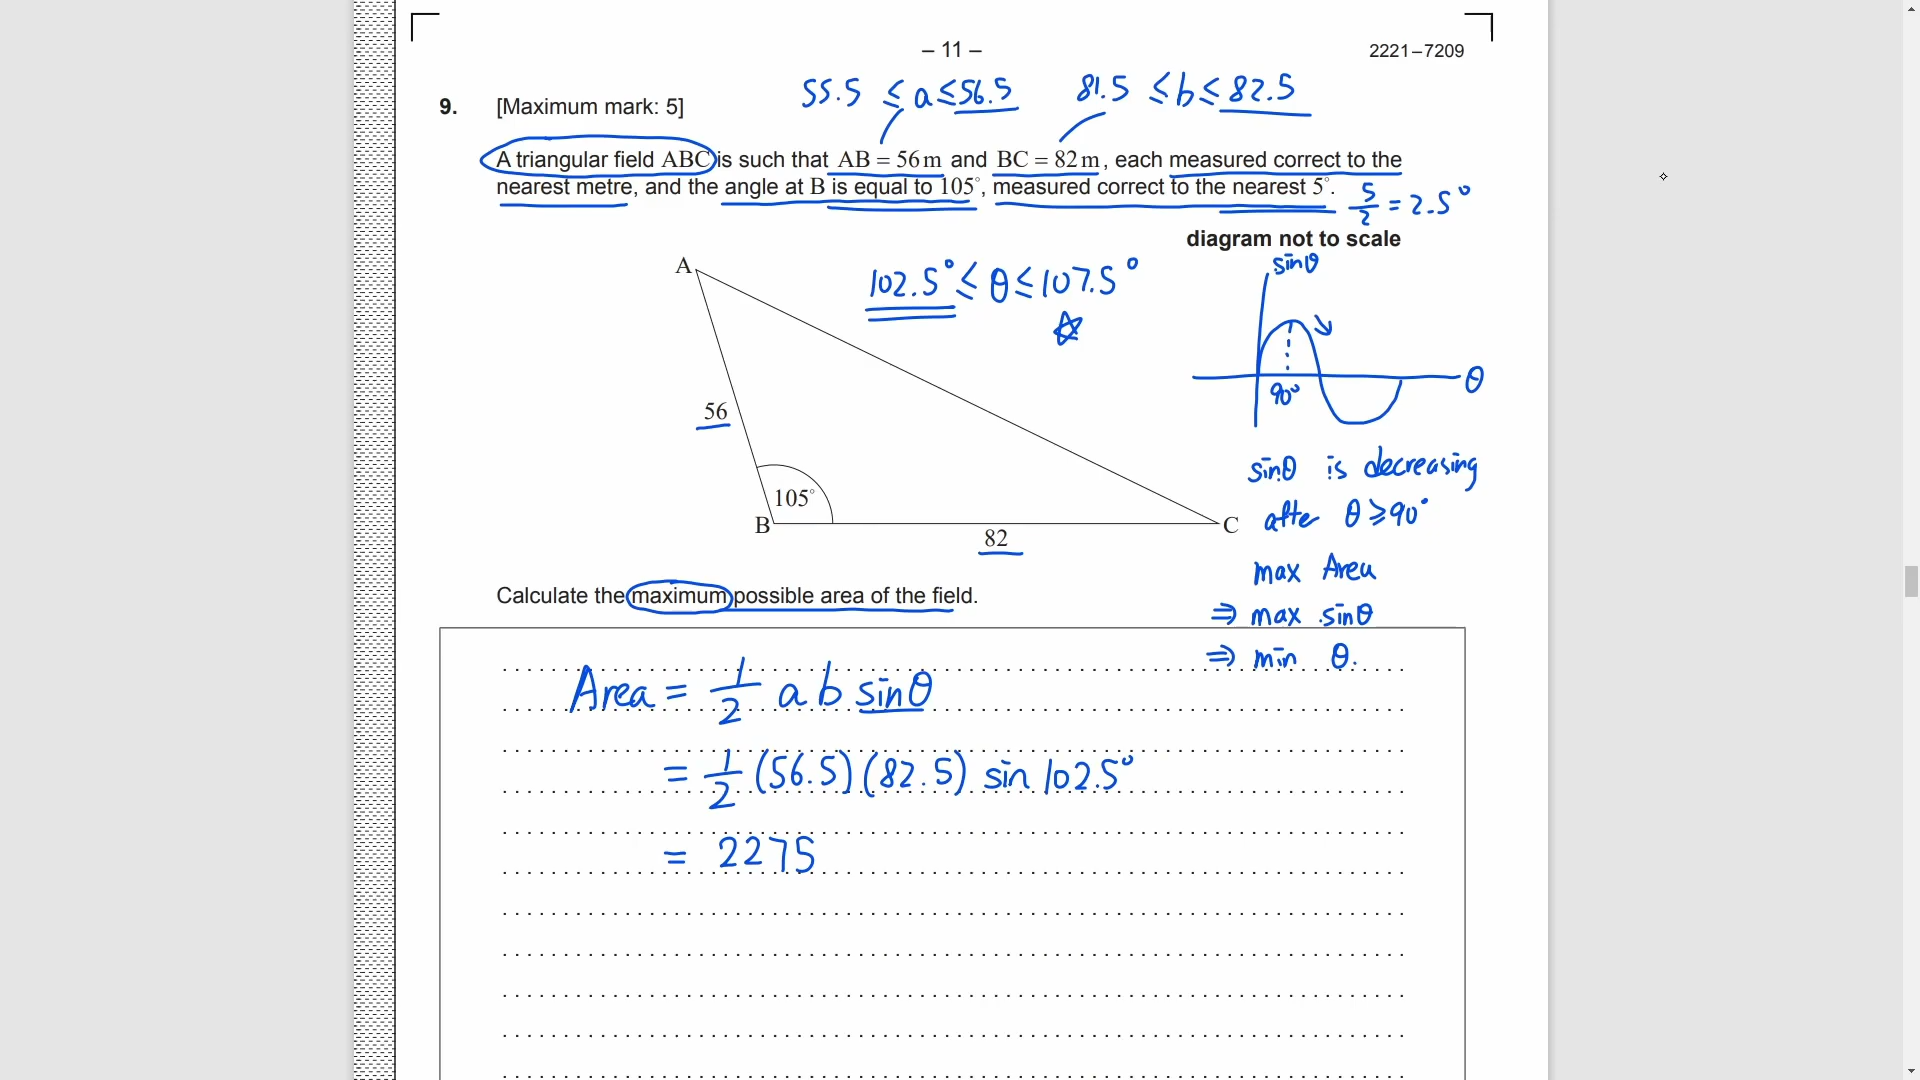 – 11 –
2221–7209
55.5 ≤ a ≤ 56.5 81.5 ≤ b ≤ 82.5
9. [Maximum mark: 5]
A triangular field ABC is such that AB = 56 m and BC = 82 m, each measured correct to the
nearest metre, and the angle at B is equal to 105°, measured correct to the nearest 5°. 5/2 = 2.5°
diagram not to scale
A
102.5° ≤ θ ≤ 107.5°
sinθ
θ
90°
56
105°
B
82
C
sinθ is decreasing
after θ ⩾ 90°
max Area
⇒ max sinθ
⇒ min θ.
Calculate the maximum possible area of the field.
Area = 1/2 a b sinθ
= 1/2 (56.5)(82.5) sin 102.5°
= 2275